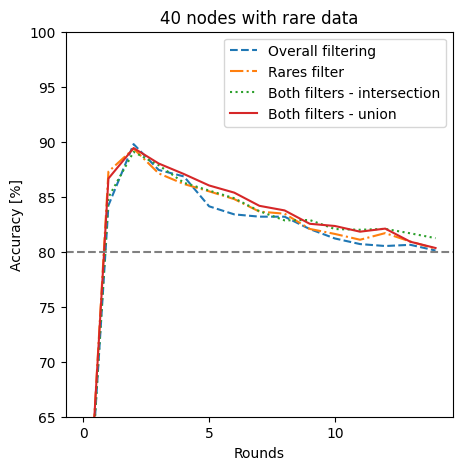 40 nodes with rare data
Overall filtering
Rares filter
Both filters - intersection
Both filters - union
Accuracy [%]
100
95
90
85
80
75
70
65
0
5
10
Rounds